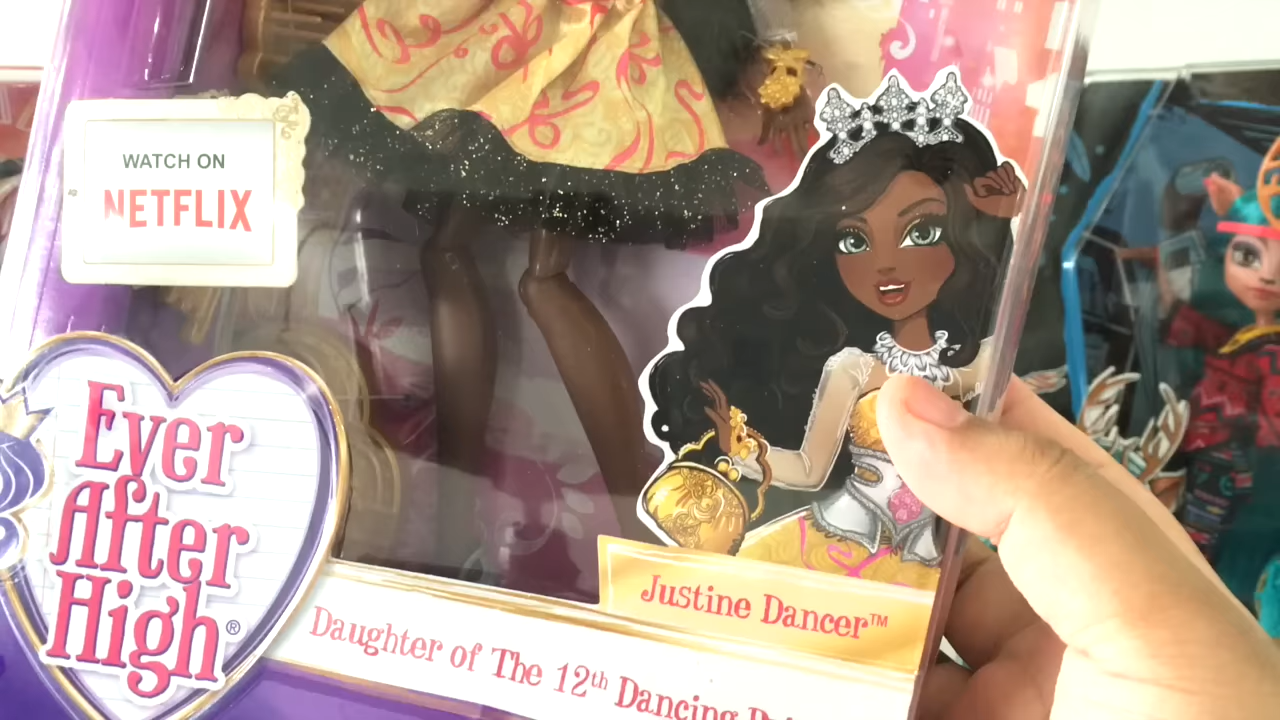 WATCH ON
NETFLIX
Ever
After
High®
Justine Dancer™
Daughter of The 12th Dancing